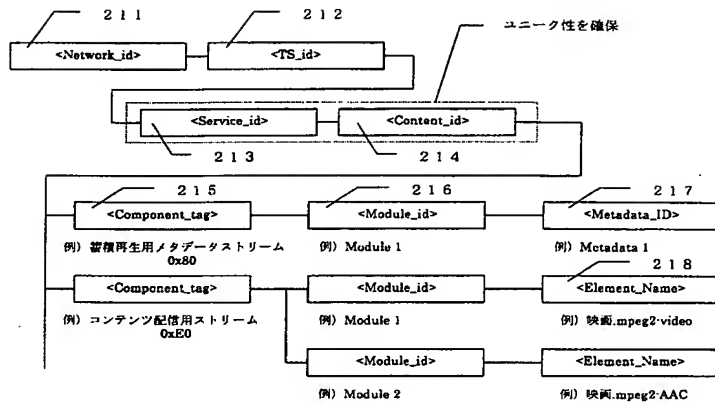 211
212
ユニーク性を確保
<Network_id>
<TS_id>
<Service_id>
<Content_id>
213
214
215
216
217
<Component_tag>
<Module_id>
<Metadata_ID>
例) 蓄積再生用メタデータストリーム
0x80
例) Module 1
例) Metadata 1
218
<Component_tag>
<Module_id>
<Element_Name>
例) コンテンツ配信用ストリーム
0xE0
例) Module 1
例) 映画.mpeg2-video
<Module_id>
<Element_Name>
例) Module 2
例) 映画.mpeg2-AAC